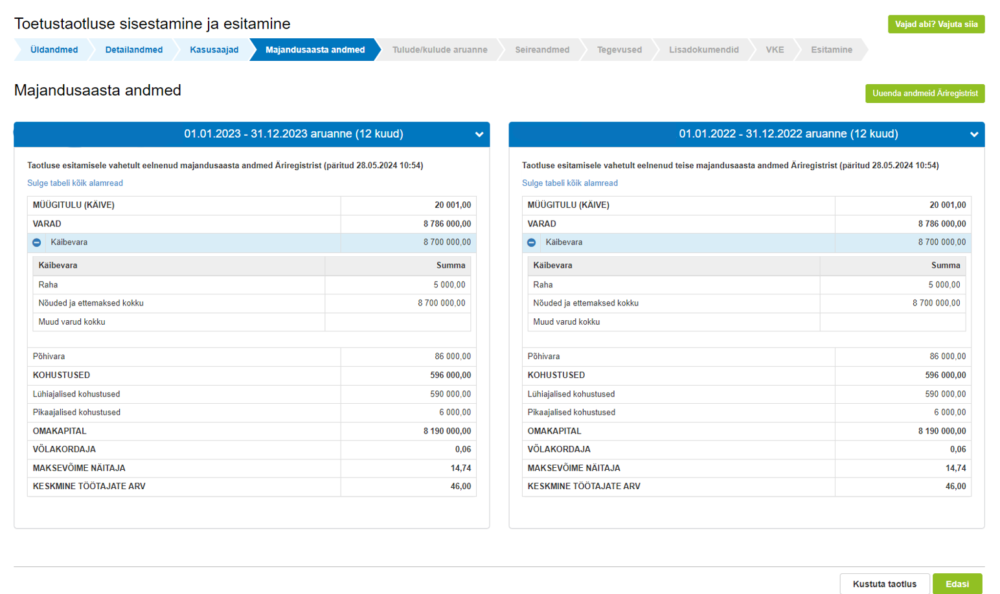 Toetustaotluse sisestamine ja esitamine
Vajad abi? Vajuta siia
Üldandmed
Detailandmed
Kasusaajad
Majandusaasta andmed
Tulude/kulude aruanne
Seireandmed
Tegevused
Lisadokumendid
VKE
Esitamine
Majandusaasta andmed
Uuenda andmeid Äriregistrist
01.01.2023 - 31.12.2023 aruanne (12 kuud)
Taotluse esitamisele vahetult eelnenud majandusaasta andmed Äriregistrist (päritud 28.05.2024 10:54)
Sulge tabeli kõik alamread
MÜÜGITULU (KÄIVE) 20 001,00
VARAD 8 786 000,00
Käibevara 8 700 000,00
Käibevara Summa
Raha 5 000,00
Nõuded ja ettemaksed kokku 8 700 000,00
Muud varud kokku
Põhivara 86 000,00
KOHUSTUSED 596 000,00
Lühiajalised kohustused 590 000,00
Pikaajalised kohustused 6 000,00
OMAKAPITAL 8 190 000,00
VÕLAKORDAJA 0,06
MAKSEVÕIME NÄITAJA 14,74
KESKMINE TÖÖTAJATE ARV 46,00
01.01.2022 - 31.12.2022 aruanne (12 kuud)
Taotluse esitamisele vahetult eelnenud teise majandusaasta andmed Äriregistrist (päritud 28.05.2024 10:54)
Sulge tabeli kõik alamread
MÜÜGITULU (KÄIVE) 20 001,00
VARAD 8 786 000,00
Käibevara 8 700 000,00
Käibevara Summa
Raha 5 000,00
Nõuded ja ettemaksed kokku 8 700 000,00
Muud varud kokku
Põhivara 86 000,00
KOHUSTUSED 596 000,00
Lühiajalised kohustused 590 000,00
Pikaajalised kohustused 6 000,00
OMAKAPITAL 8 190 000,00
VÕLAKORDAJA 0,06
MAKSEVÕIME NÄITAJA 14,74
KESKMINE TÖÖTAJATE ARV 46,00
Kustuta taotlus
Edasi